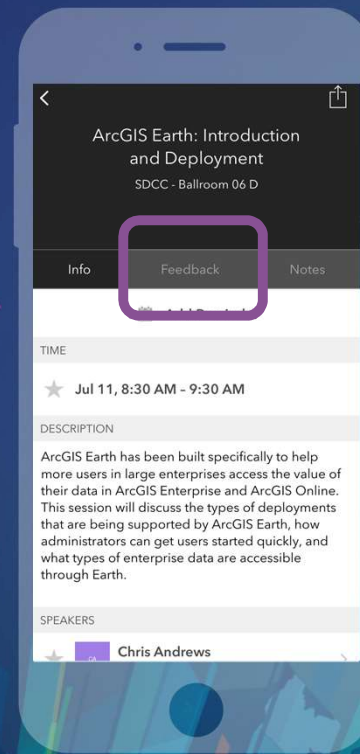 ArcGIS Earth: Introduction
and Deployment
SDCC - Ballroom 06 D
Info
Feedback
Notes
TIME
Jul 11, 8:30 AM – 9:30 AM
DESCRIPTION
ArcGIS Earth has been built specifically to help
more users in large enterprises access the value of
their data in ArcGIS Enterprise and ArcGIS Online.
This session will discuss the types of deployments
that are being supported by ArcGIS Earth, how
administrators can get users started quickly, and
what types of enterprise data are accessible
through Earth.
SPEAKERS
Chris Andrews